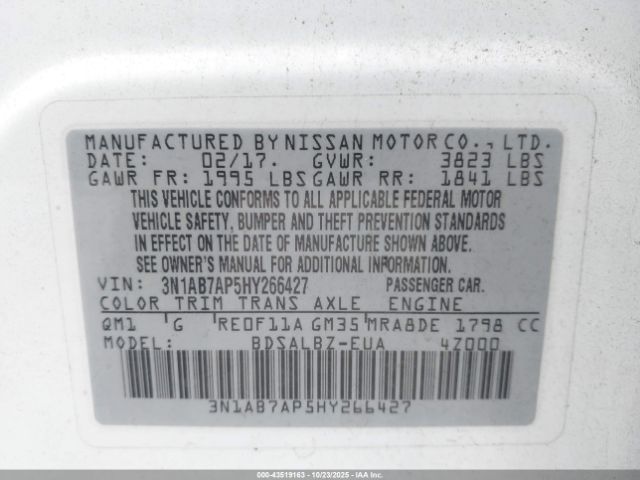 MANUFACTURED BY NISSAN MOTOR CO., LTD.
DATE: 02/17. GVWR: 3823 LBS
GAWR FR: 1995 LBS GAWR RR: 1841 LBS
THIS VEHICLE CONFORMS TO ALL APPLICABLE FEDERAL MOTOR
VEHICLE SAFETY, BUMPER AND THEFT PREVENTION STANDARDS
IN EFFECT ON THE DATE OF MANUFACTURE SHOWN ABOVE.
SEE OWNER'S MANUAL FOR ADDITIONAL INFORMATION.
VIN: 3N1AB7AP5HY266427 PASSENGER CAR.
COLOR TRIM TRANS AXLE ENGINE
QM1 G RE0F11A GM35 MRA8DE 1798 CC
MODEL: BDSALBZ-EUA 4Z000
3N1AB7AP5HY266427
000-43519163 - 10/23/2025 - IAAI.com